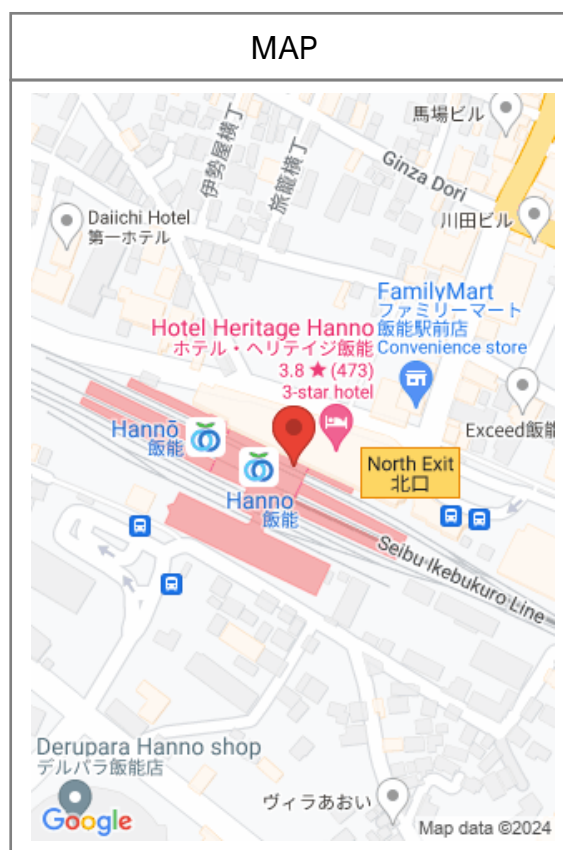 MAP
馬場ビル
伊勢屋横丁
旅籠横丁
Ginza Dori
Daiichi Hotel
第一ホテル
川田ビル
FamilyMart
ファミリーマート
飯能駅前店
Convenience store
Hotel Heritage Hanno
ホテル・ヘリテイジ飯能
3.8 ★ (473)
3-star hotel
Hannō
飯能
Exceed飯能
North Exit
北口
Hanno
飯能
Seibu Ikebukuro Line
Derupara Hanno shop
デルパラ飯能店
ヴィラあおい
Google
Map data ©2024